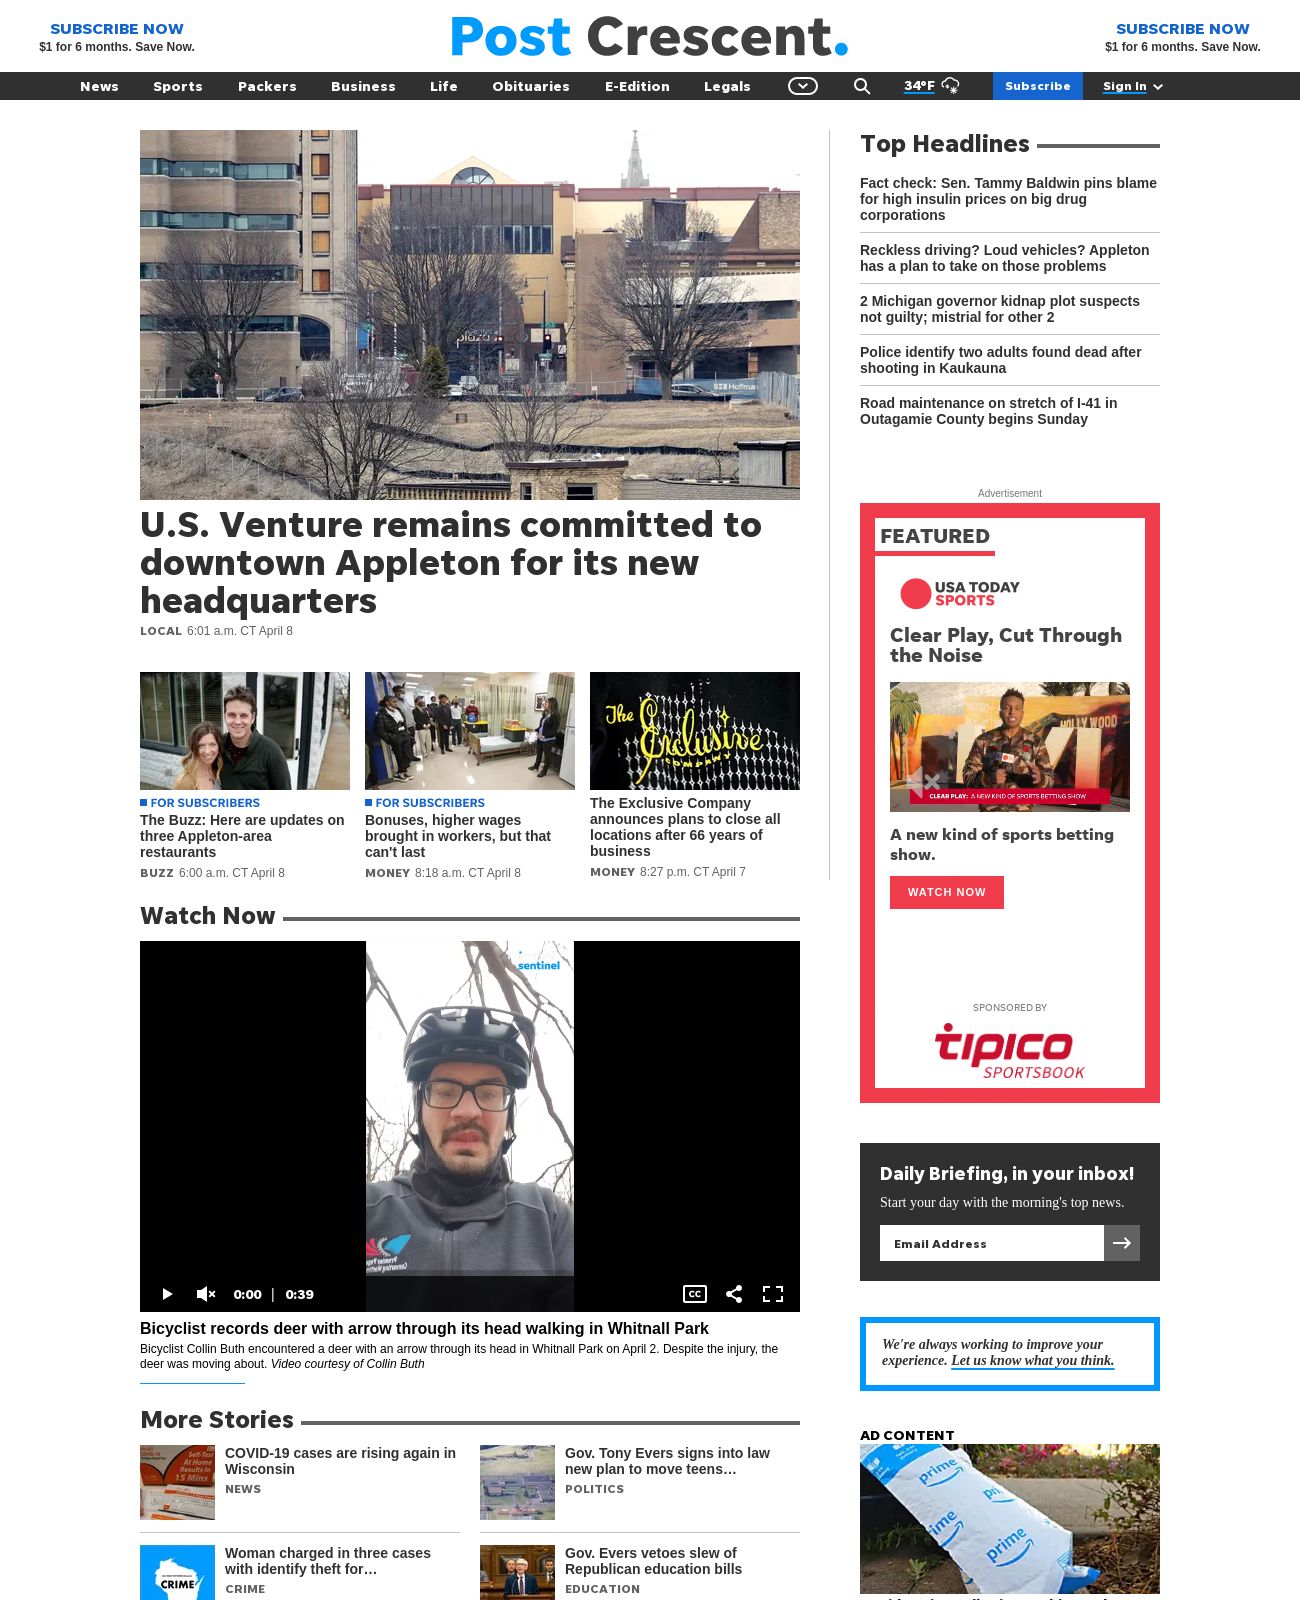 SUBSCRIBE NOW
$1 for 6 months. Save Now.
Post Crescent.
SUBSCRIBE NOW
$1 for 6 months. Save Now.
News Sports Packers Business Life Obituaries E-Edition Legals 34°F Subscribe Sign In
plaza
Hoffman
U.S. Venture remains committed to
downtown Appleton for its new
headquarters
LOCAL 6:01 a.m. CT April 8
FOR SUBSCRIBERS
The Buzz: Here are updates on
three Appleton-area
restaurants
BUZZ 6:00 a.m. CT April 8
FOR SUBSCRIBERS
Bonuses, higher wages
brought in workers, but that
can't last
MONEY 8:18 a.m. CT April 8
The
Exclusive
COMPANY
The Exclusive Company
announces plans to close all
locations after 66 years of
business
MONEY 8:27 p.m. CT April 7
Watch Now
sentinel
0:00 | 0:39
CC
Bicyclist records deer with arrow through its head walking in Whitnall Park
Bicyclist Collin Buth encountered a deer with an arrow through its head in Whitnall Park on April 2. Despite the injury, the
deer was moving about. Video courtesy of Collin Buth
More Stories
Self-Test
At Home
Results In
15 Mins
COVID-19 cases are rising again in
Wisconsin
NEWS
Gov. Tony Evers signs into law
new plan to move teens…
POLITICS
CRIME
Woman charged in three cases
with identify theft for…
CRIME
Gov. Evers vetoes slew of
Republican education bills
EDUCATION
Top Headlines
Fact check: Sen. Tammy Baldwin pins blame
for high insulin prices on big drug
corporations
Reckless driving? Loud vehicles? Appleton
has a plan to take on those problems
2 Michigan governor kidnap plot suspects
not guilty; mistrial for other 2
Police identify two adults found dead after
shooting in Kaukauna
Road maintenance on stretch of I-41 in
Outagamie County begins Sunday
Advertisement
FEATURED
USA TODAY
SPORTS
Clear Play, Cut Through
the Noise
HOLLYWOOD
CLEAR PLAY: A NEW KIND OF SPORTS BETTING SHOW
A new kind of sports betting
show.
WATCH NOW
SPONSORED BY
tipico
SPORTSBOOK
Daily Briefing, in your inbox!
Start your day with the morning's top news.
Email Address
We're always working to improve your
experience. Let us know what you think.
AD CONTENT
prime
prime
prime